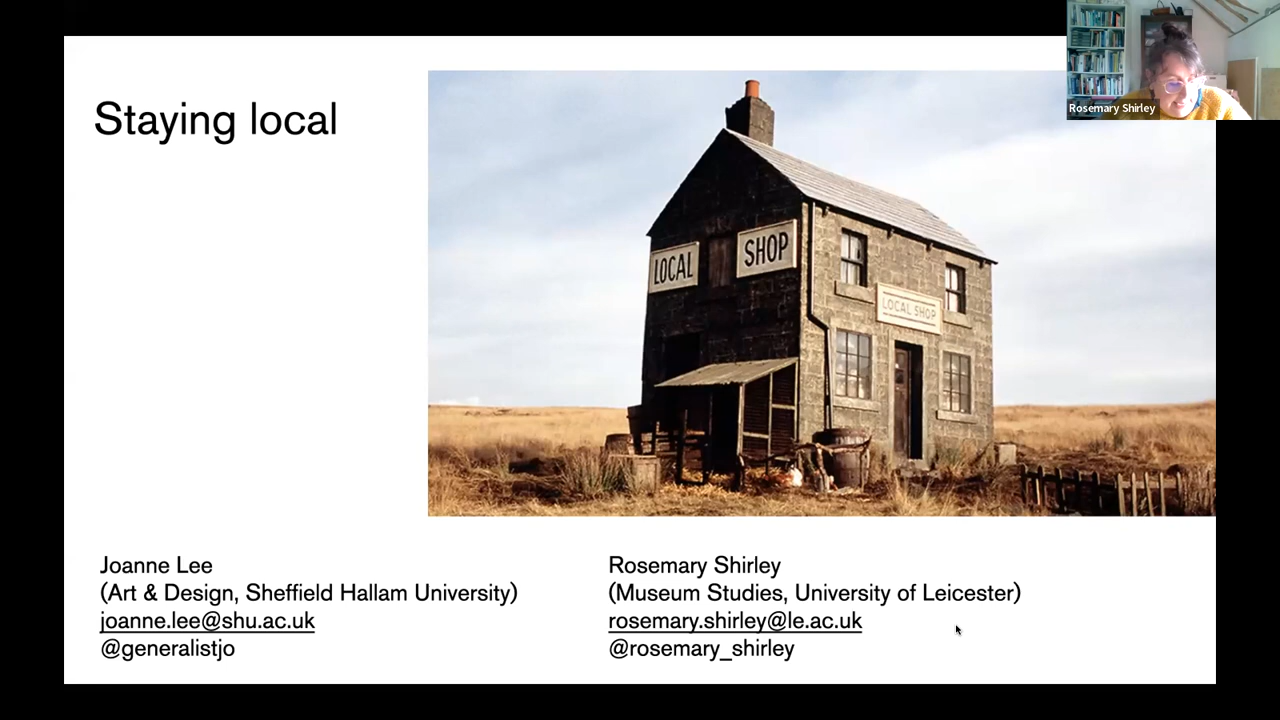 Staying local
Rosemary Shirley
LOCAL
SHOP
LOCAL SHOP
Joanne Lee
(Art & Design, Sheffield Hallam University)
joanne.lee@shu.ac.uk
@generalistjo
Rosemary Shirley
(Museum Studies, University of Leicester)
rosemary.shirley@le.ac.uk
@rosemary_shirley